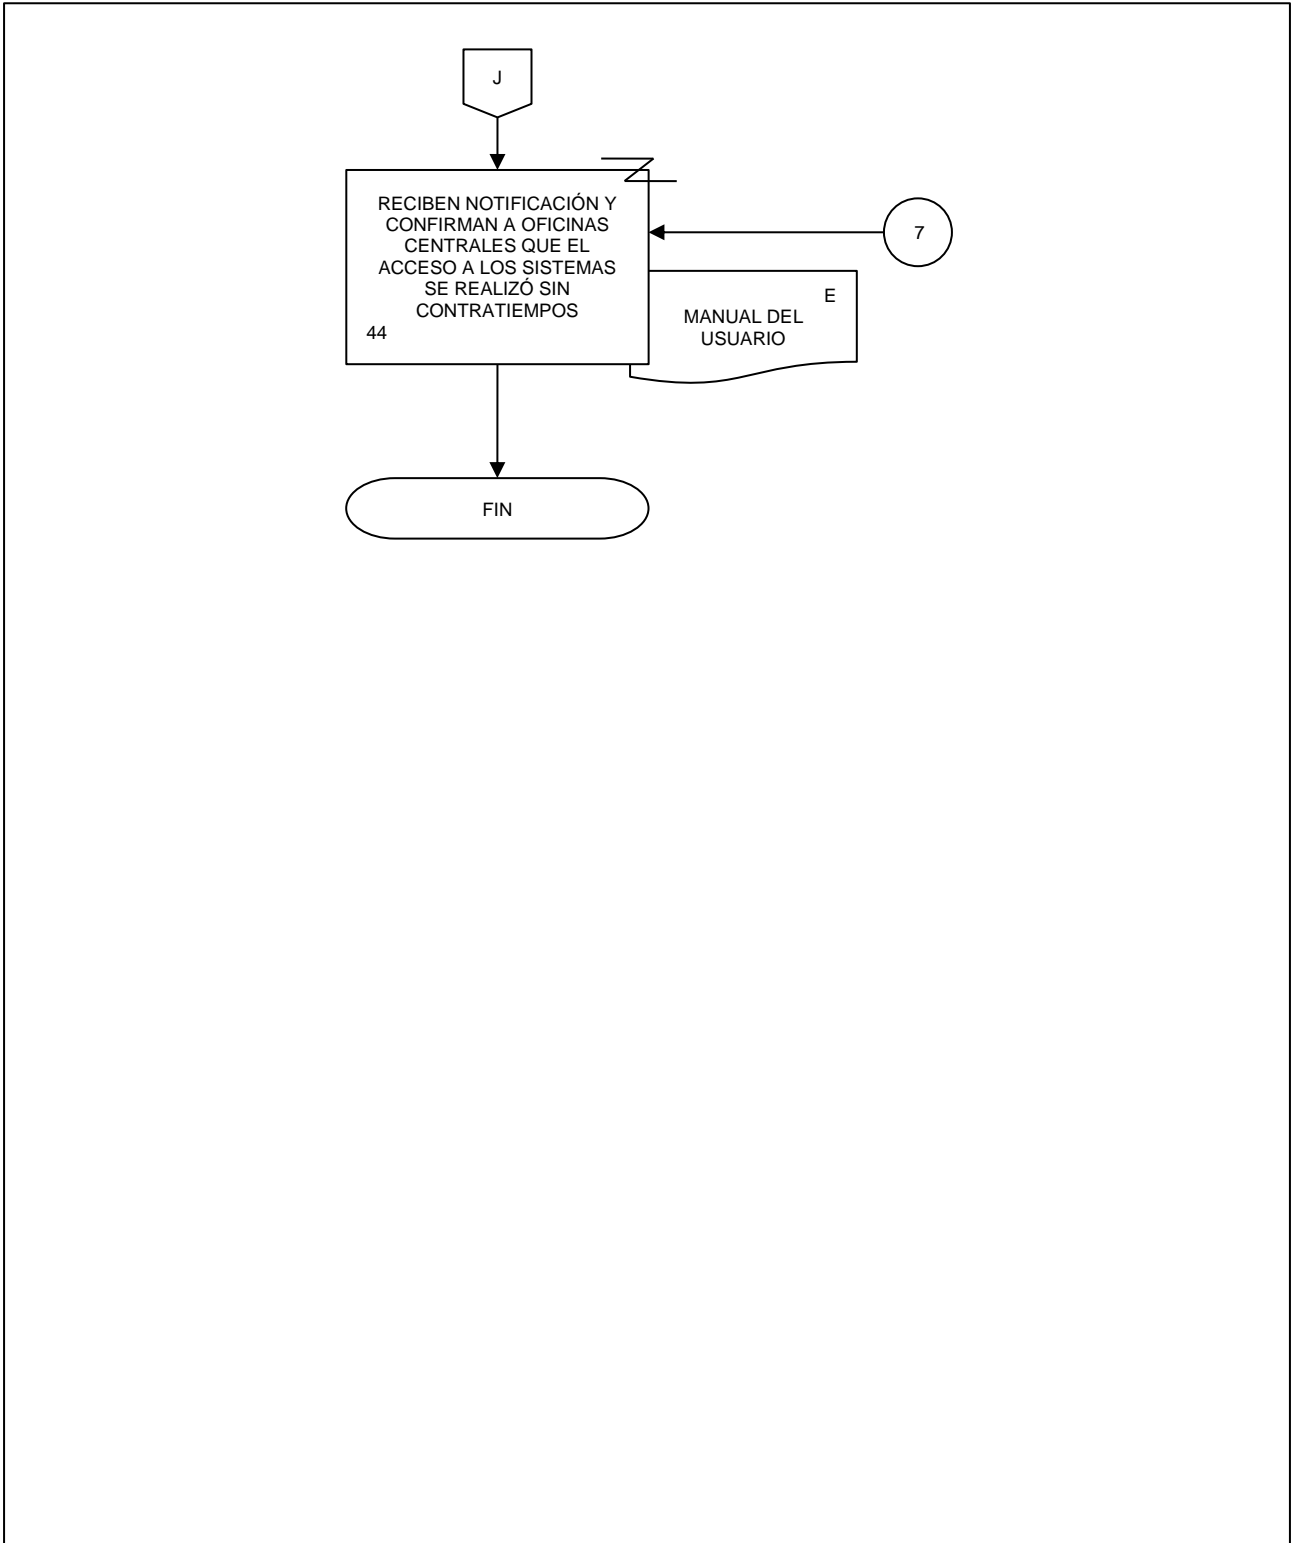 J
RECIBEN NOTIFICACIÓN Y
CONFIRMAN A OFICINAS
CENTRALES QUE EL
ACCESO A LOS SISTEMAS
SE REALIZÓ SIN
CONTRATIEMPOS
44
7
E
MANUAL DEL
USUARIO
FIN